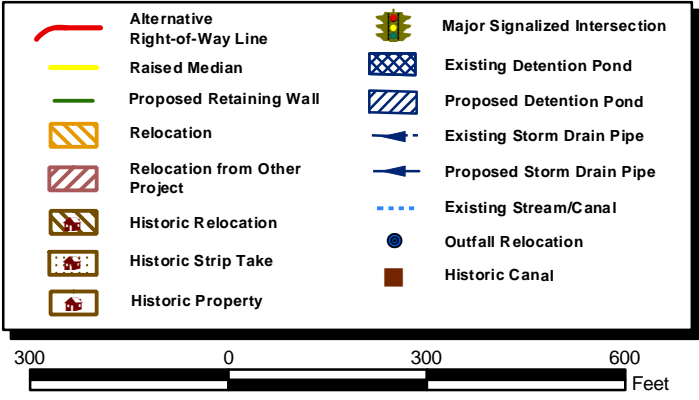 Alternative
Right-of-Way Line
Raised Median
Proposed Retaining Wall
Relocation
Relocation from Other
Project
Historic Relocation
Historic Strip Take
Historic Property
Major Signalized Intersection
Existing Detention Pond
Proposed Detention Pond
Existing Storm Drain Pipe
Proposed Storm Drain Pipe
Existing Stream/Canal
Outfall Relocation
Historic Canal
300 0 300 600
Feet